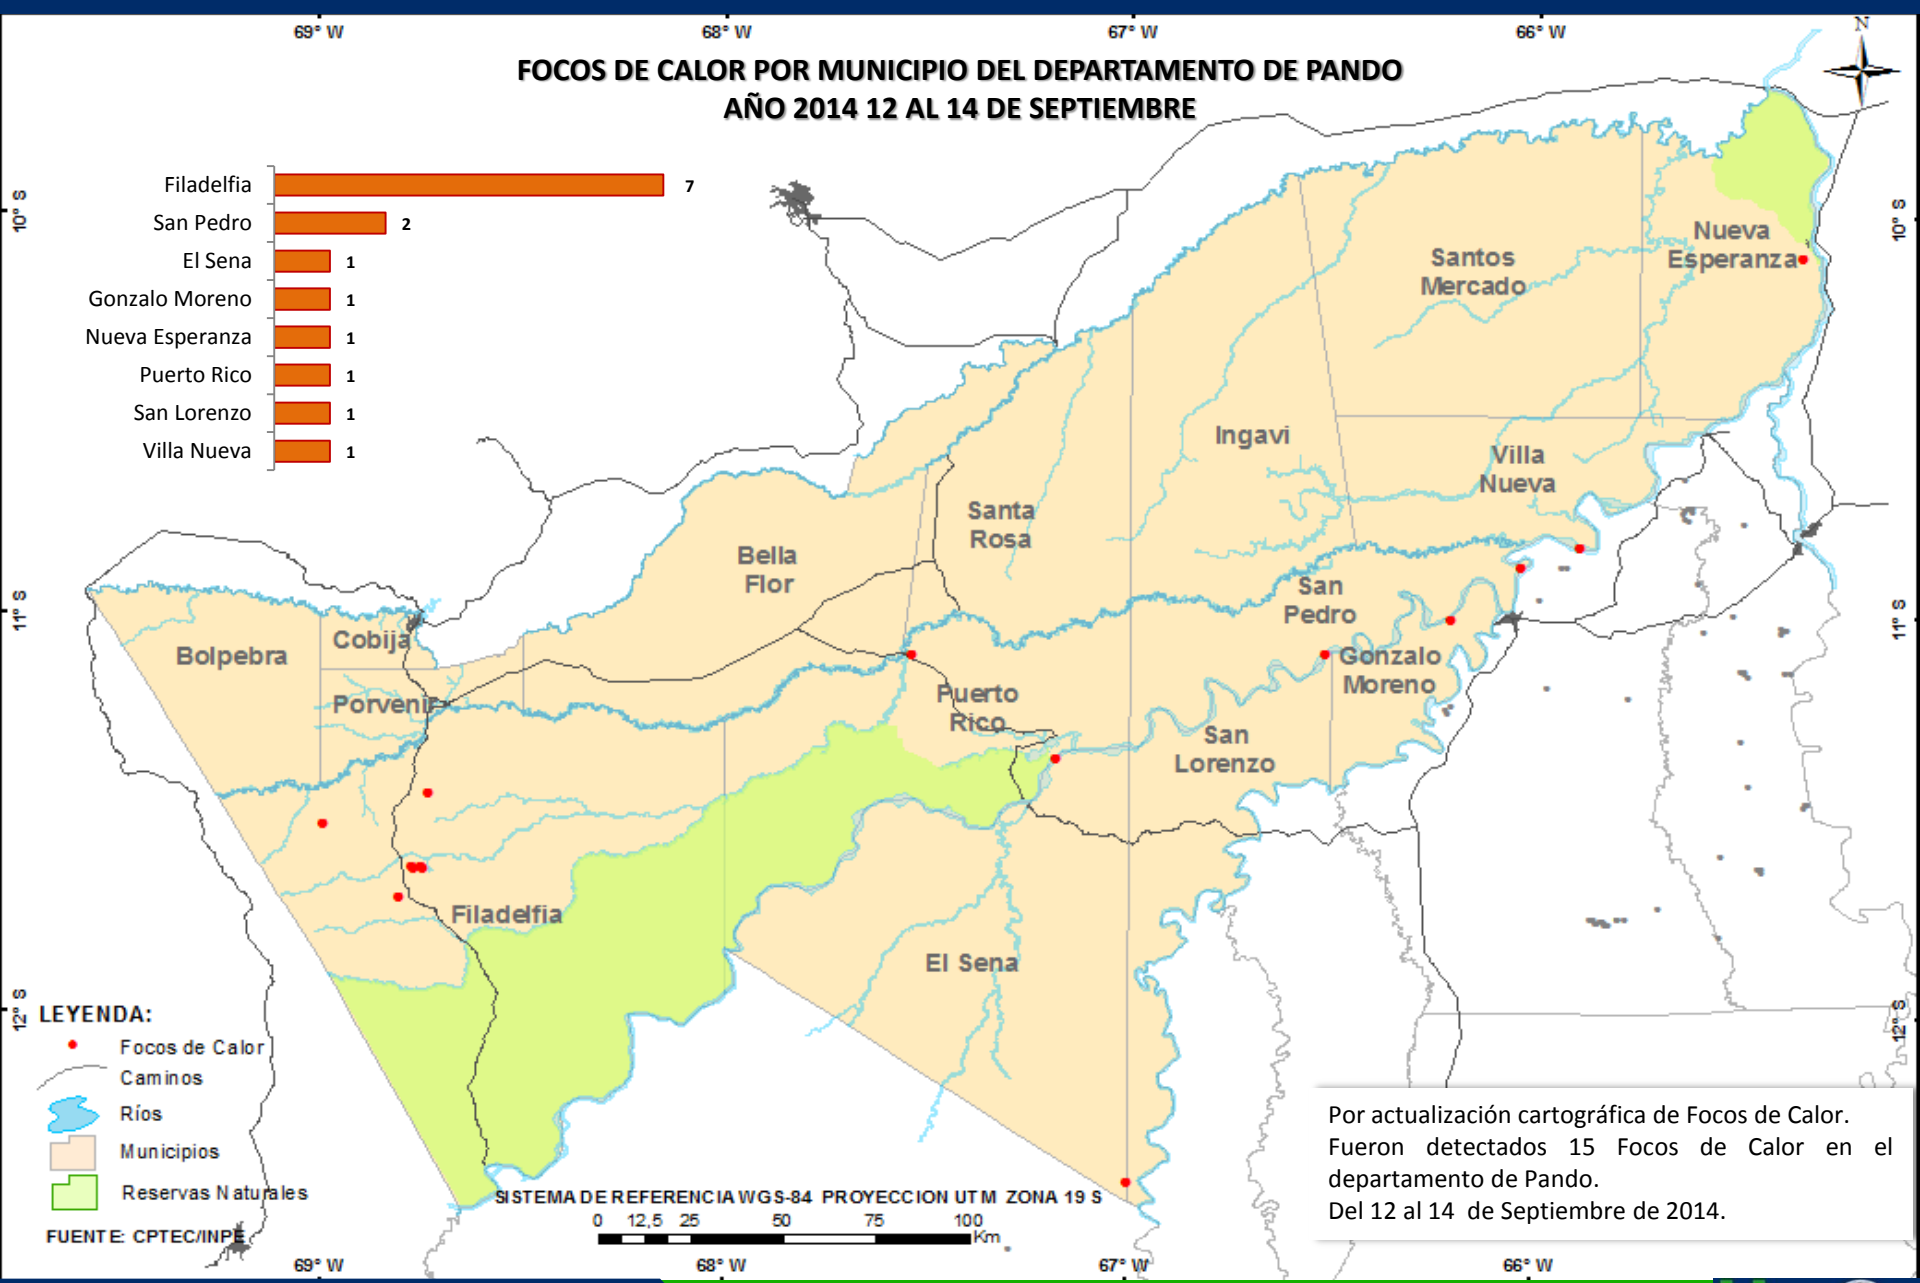 69° W 68° W 67° W 66° W
N
FOCOS DE CALOR POR MUNICIPIO DEL DEPARTAMENTO DE PANDO
AÑO 2014 12 AL 14 DE SEPTIEMBRE
Filadelfia 7
San Pedro 2
El Sena 1
Gonzalo Moreno 1
Nueva Esperanza 1
Puerto Rico 1
San Lorenzo 1
Villa Nueva 1
10° S
10° S
11° S
11° S
12° S
12° S
Nueva
Esperanza
Santos
Mercado
Ingavi
Villa
Nueva
Santa
Rosa
Bella
Flor
San
Pedro
Cobija
Bolpebra
Porvenir
Gonzalo
Moreno
Puerto
Rico
San
Lorenzo
Filadelfia
El Sena
LEYENDA:
Focos de Calor
Caminos
Ríos
Municipios
Reservas Naturales
FUENTE: CPTEC/INPE
SISTEMA DE REFERENCIA WGS-84 PROYECCION UTM ZONA 19 S
0 12,5 25 50 75 100
Km
Por actualización cartográfica de Focos de Calor.
Fueron detectados 15 Focos de Calor en el
departamento de Pando.
Del 12 al 14 de Septiembre de 2014.
69° W 68° W 67° W 66° W